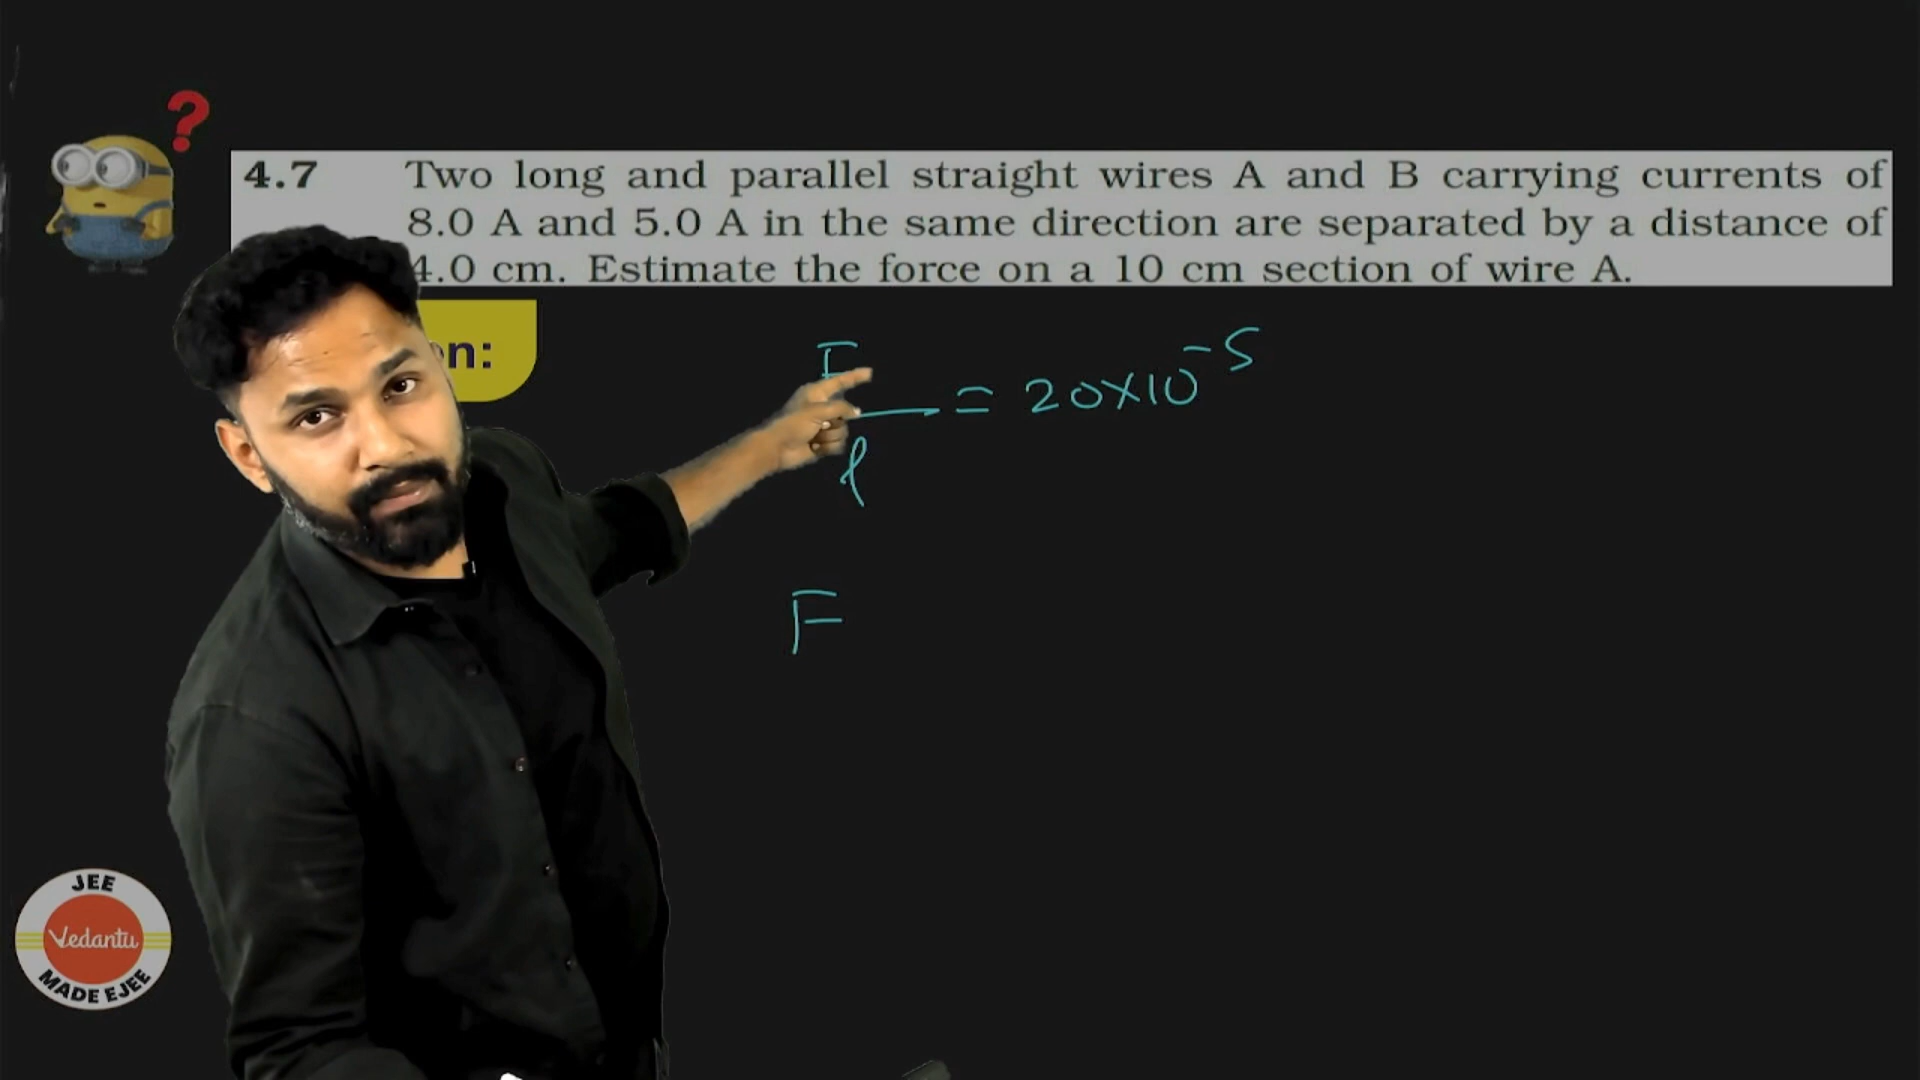 ?
4.7 Two long and parallel straight wires A and B carrying currents of
8.0 A and 5.0 A in the same direction are separated by a distance of
4.0 cm. Estimate the force on a 10 cm section of wire A.
n:
F
— = 20×10⁻⁵
l
F
JEE
Vedantu
MADE EJEE